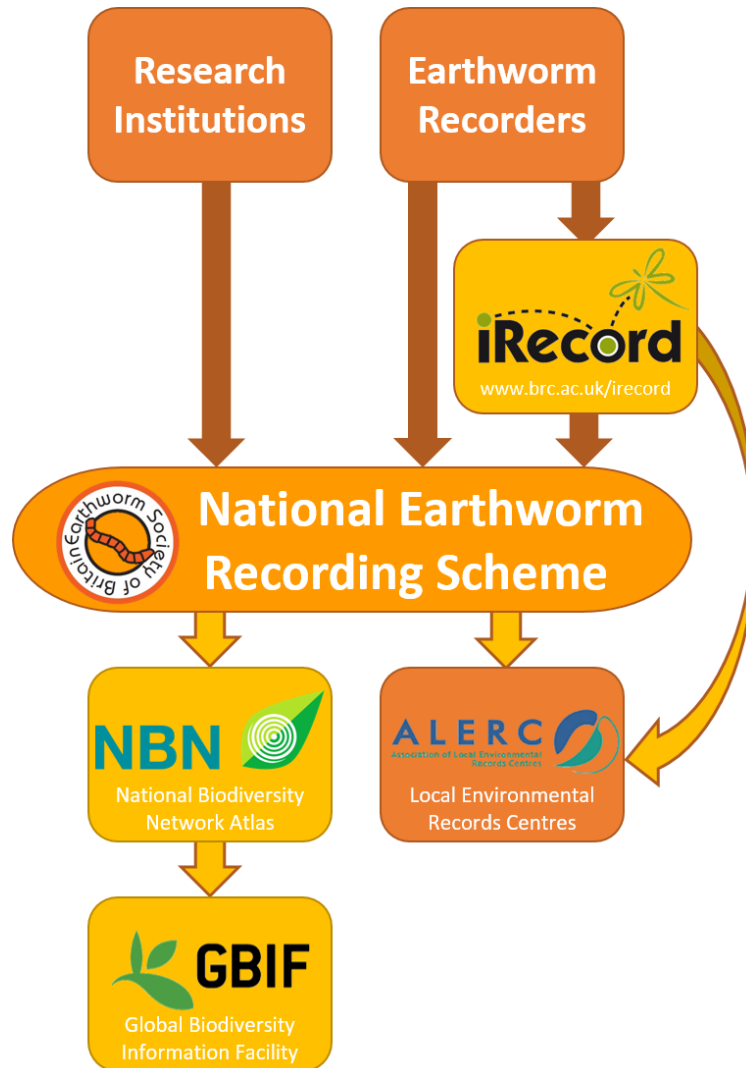 Research
Institutions
Earthworm
Recorders
iRecord
www.brc.ac.uk/irecord
Earthworm Society of Britain
National Earthworm
Recording Scheme
NBN
National Biodiversity
Network Atlas
ALERC
Association of Local Environmental
Records Centres
Local Environmental
Records Centres
GBIF
Global Biodiversity
Information Facility